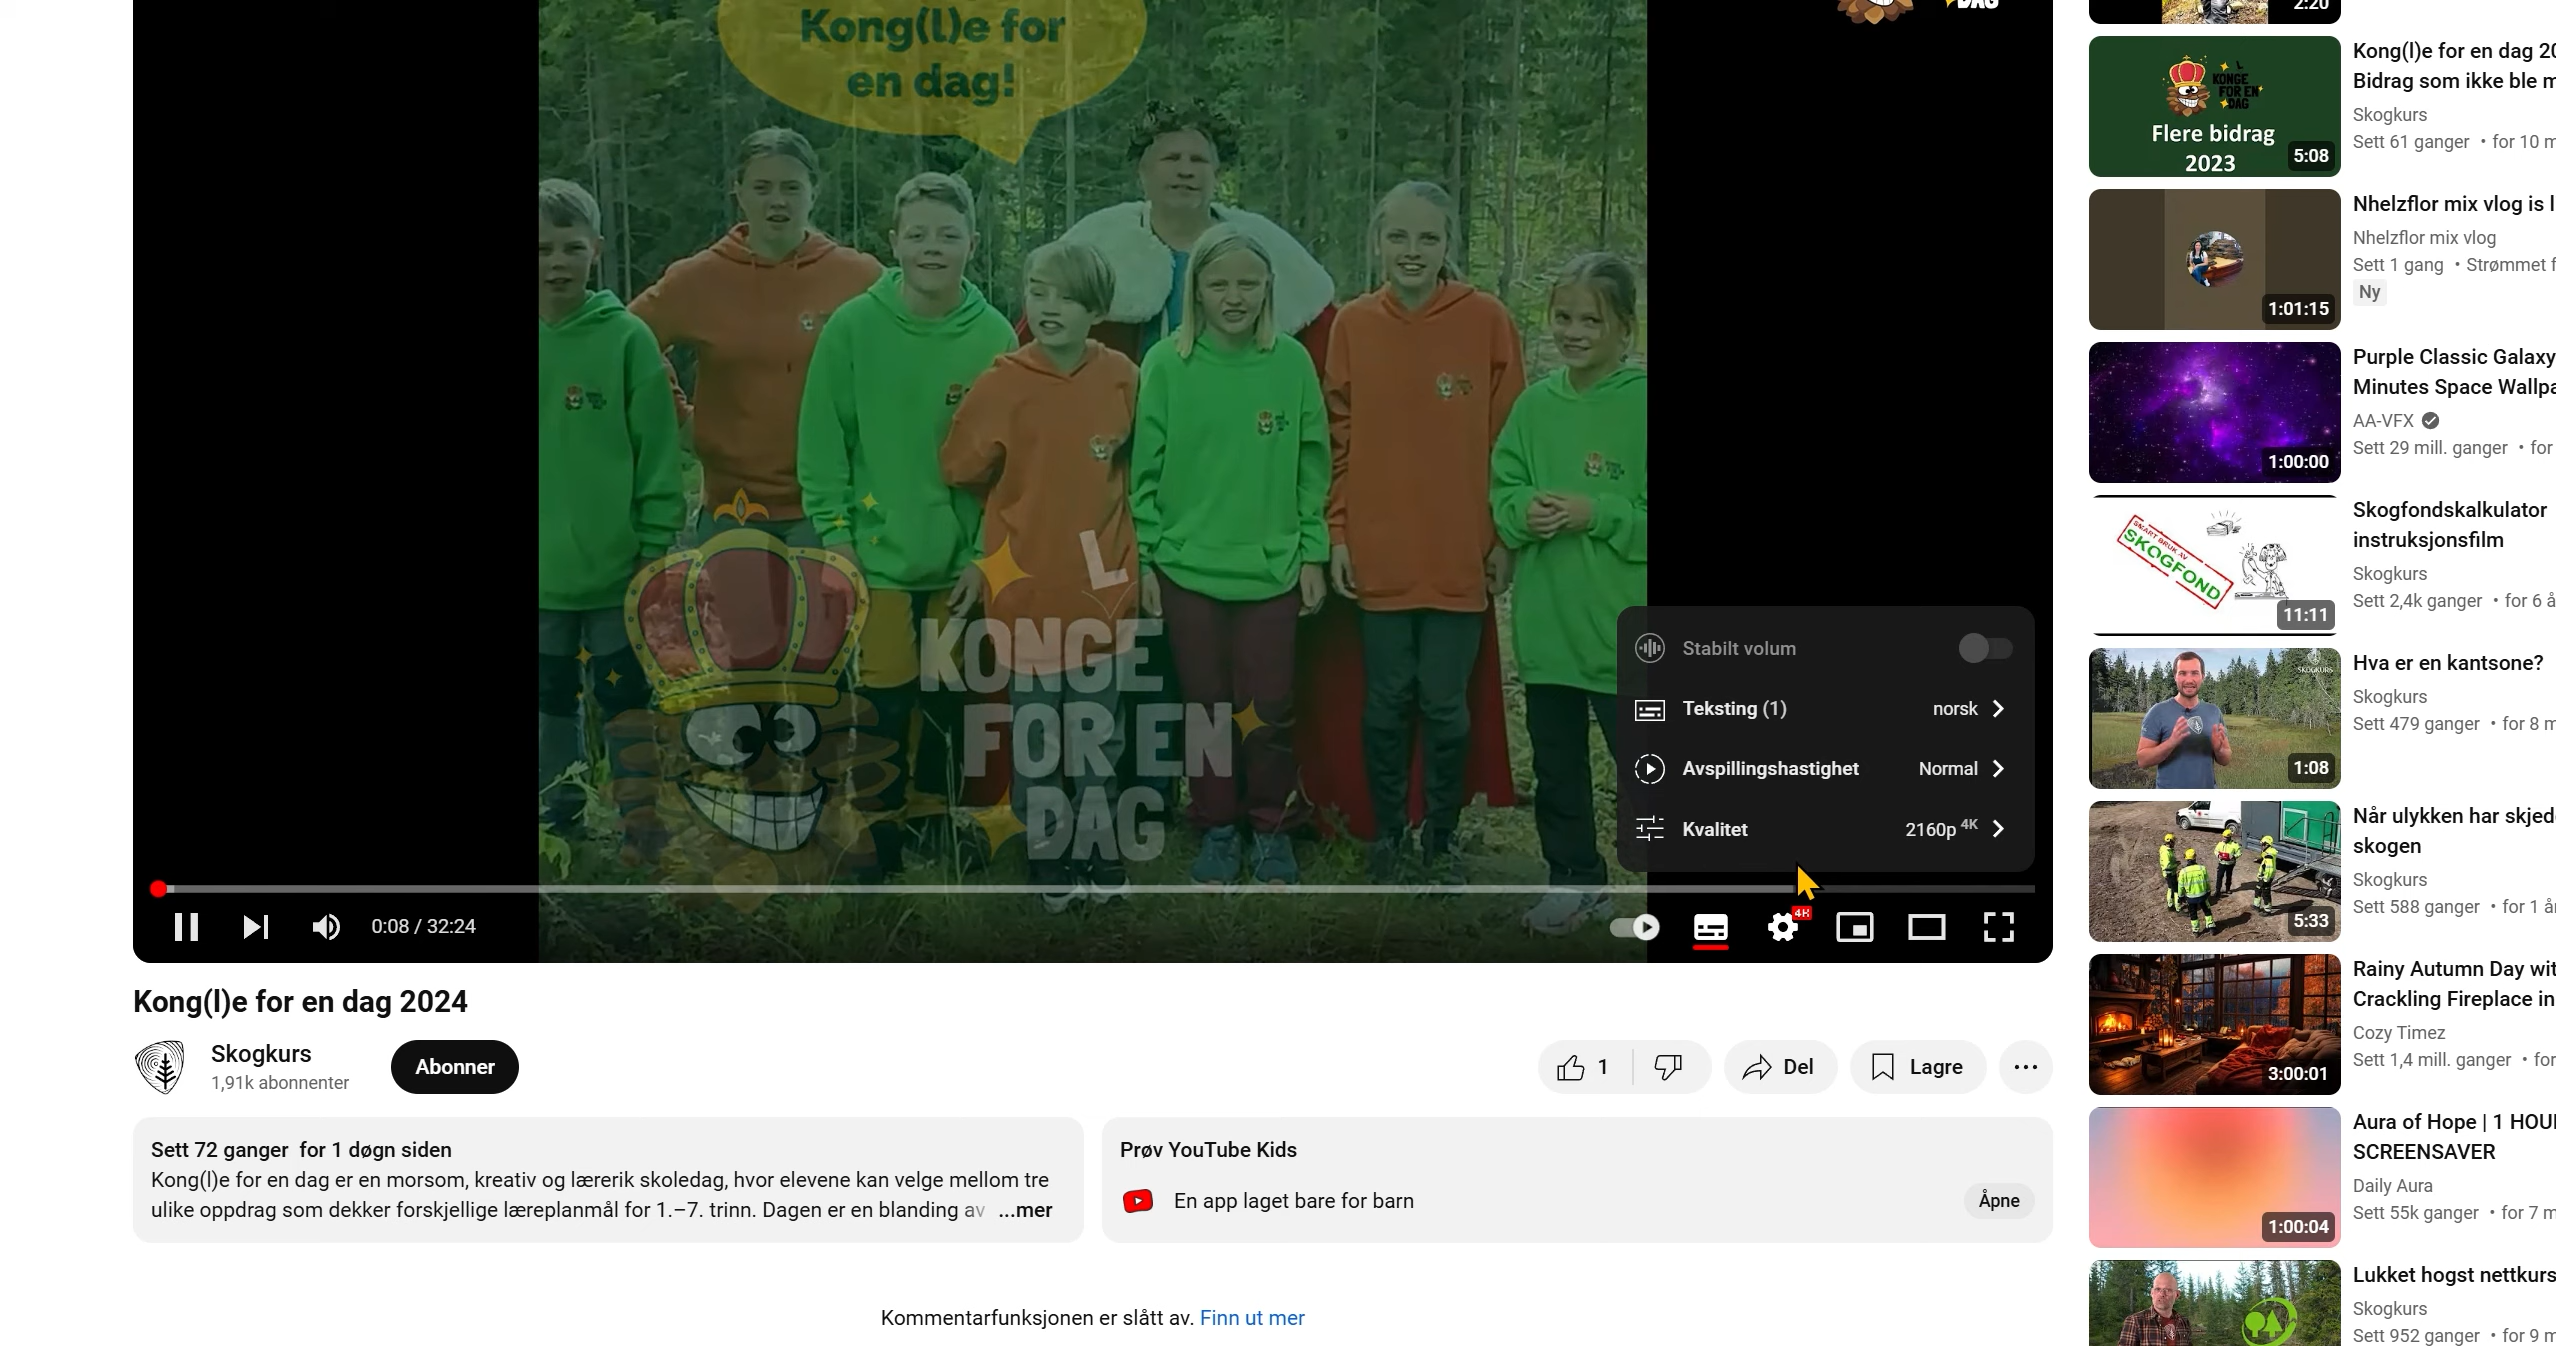 Kong(l)e for
en dag!
DAG
L
KONGE
FOR EN
DAG
Stabilt volum
Teksting (1) norsk
Avspillingshastighet Normal
Kvalitet 2160p 4K
0:08 / 32:24
4K
Kong(l)e for en dag 2024
Skogkurs
1,91k abonnenter
Abonner
1
Del
Lagre
Sett 72 ganger for 1 døgn siden
Kong(l)e for en dag er en morsom, kreativ og lærerik skoledag, hvor elevene kan velge mellom tre
ulike oppdrag som dekker forskjellige læreplanmål for 1.–7. trinn. Dagen er en blanding av ...mer
Prøv YouTube Kids
En app laget bare for barn
Åpne
Kommentarfunksjonen er slått av. Finn ut mer
2:20
L
KONGE
FOR EN
DAG
Flere bidrag
2023
5:08
Kong(l)e for en dag 20
Bidrag som ikke ble m
Skogkurs
Sett 61 ganger • for 10 m
1:01:15
Nhelzflor mix vlog is l
Nhelzflor mix vlog
Sett 1 gang • Strømmet f
Ny
1:00:00
Purple Classic Galaxy
Minutes Space Wallpa
AA-VFX
Sett 29 mill. ganger • for
SMART BRUK AV
SKOGFOND
11:11
Skogfondskalkulator
instruksjonsfilm
Skogkurs
Sett 2,4k ganger • for 6 å
SKOGKURS
1:08
Hva er en kantsone?
Skogkurs
Sett 479 ganger • for 8 m
5:33
Når ulykken har skjed
skogen
Skogkurs
Sett 588 ganger • for 1 å
3:00:01
Rainy Autumn Day wit
Crackling Fireplace in
Cozy Timez
Sett 1,4 mill. ganger • for
1:00:04
Aura of Hope | 1 HOU
SCREENSAVER
Daily Aura
Sett 55k ganger • for 7 m
Lukket hogst nettkurs
Skogkurs
Sett 952 ganger • for 9 m